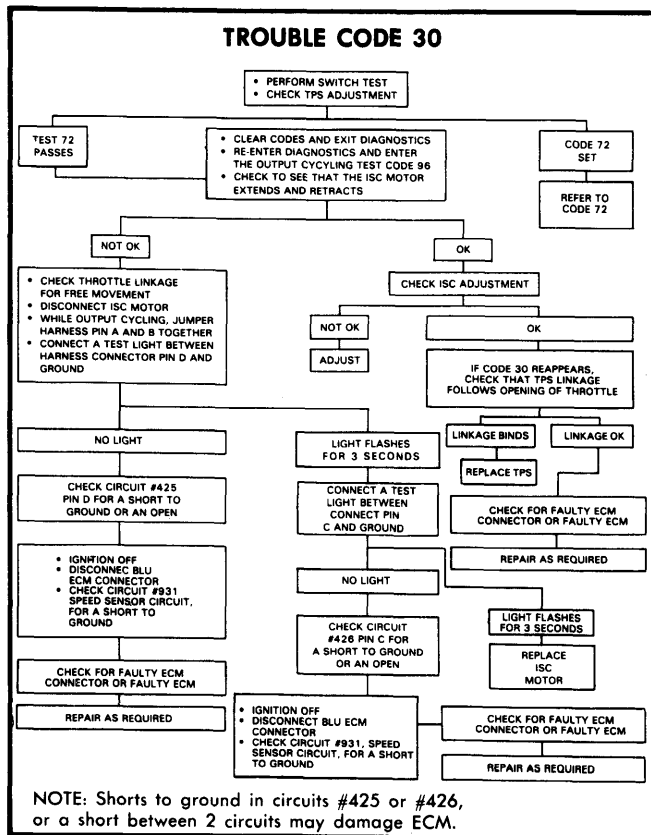 TROUBLE CODE 30
• PERFORM SWITCH TEST
• CHECK TPS ADJUSTMENT
TEST 72
PASSES
• CLEAR CODES AND EXIT DIAGNOSTICS
• RE-ENTER DIAGNOSTICS AND ENTER
THE OUTPUT CYCYLING TEST CODE 96
• CHECK TO SEE THAT THE ISC MOTOR
EXTENDS AND RETRACTS
CODE 72
SET
REFER TO
CODE 72
NOT OK
OK
• CHECK THROTTLE LINKAGE
FOR FREE MOVEMENT
• DISCONNECT ISC MOTOR
• WHILE OUTPUT CYCLING, JUMPER
HARNESS PIN A AND B TOGETHER
• CONNECT A TEST LIGHT BETWEEN
HARNESS CONNECTOR PIN D AND
GROUND
CHECK ISC ADJUSTMENT
NOT OK
OK
ADJUST
IF CODE 30 REAPPEARS,
CHECK THAT TPS LINKAGE
FOLLOWS OPENING OF THROTTLE
NO LIGHT
LIGHT FLASHES
FOR 3 SECONDS
LINKAGE BINDS
LINKAGE OK
REPLACE TPS
CHECK CIRCUIT #425
PIN D FOR A SHORT TO
GROUND OR AN OPEN
CONNECT A TEST
LIGHT BETWEEN
CONNECT PIN
C AND GROUND
CHECK FOR FAULTY ECM
CONNECTOR OR FAULTY ECM
REPAIR AS REQUIRED
• IGNITION OFF
• DISCONNEC BLU
ECM CONNECTOR
• CHECK CIRCUIT #931
SPEED SENSOR CIRCUIT,
FOR A SHORT TO
GROUND
NO LIGHT
LIGHT FLASHES
FOR 3 SECONDS
CHECK CIRCUIT
#426 PIN C FOR
A SHORT TO GROUND
OR AN OPEN
REPLACE
ISC
MOTOR
CHECK FOR FAULTY ECM
CONNECTOR OR FAULTY ECM
REPAIR AS REQUIRED
• IGNITION OFF
• DISCONNECT BLU ECM
CONNECTOR
• CHECK CIRCUIT #931, SPEED
SENSOR CIRCUIT, FOR A SHORT
TO GROUND
CHECK FOR FAULTY ECM
CONNECTOR OR FAULTY ECM
REPAIR AS REQUIRED
NOTE: Shorts to ground in circuits #425 or #426,
or a short between 2 circuits may damage ECM.